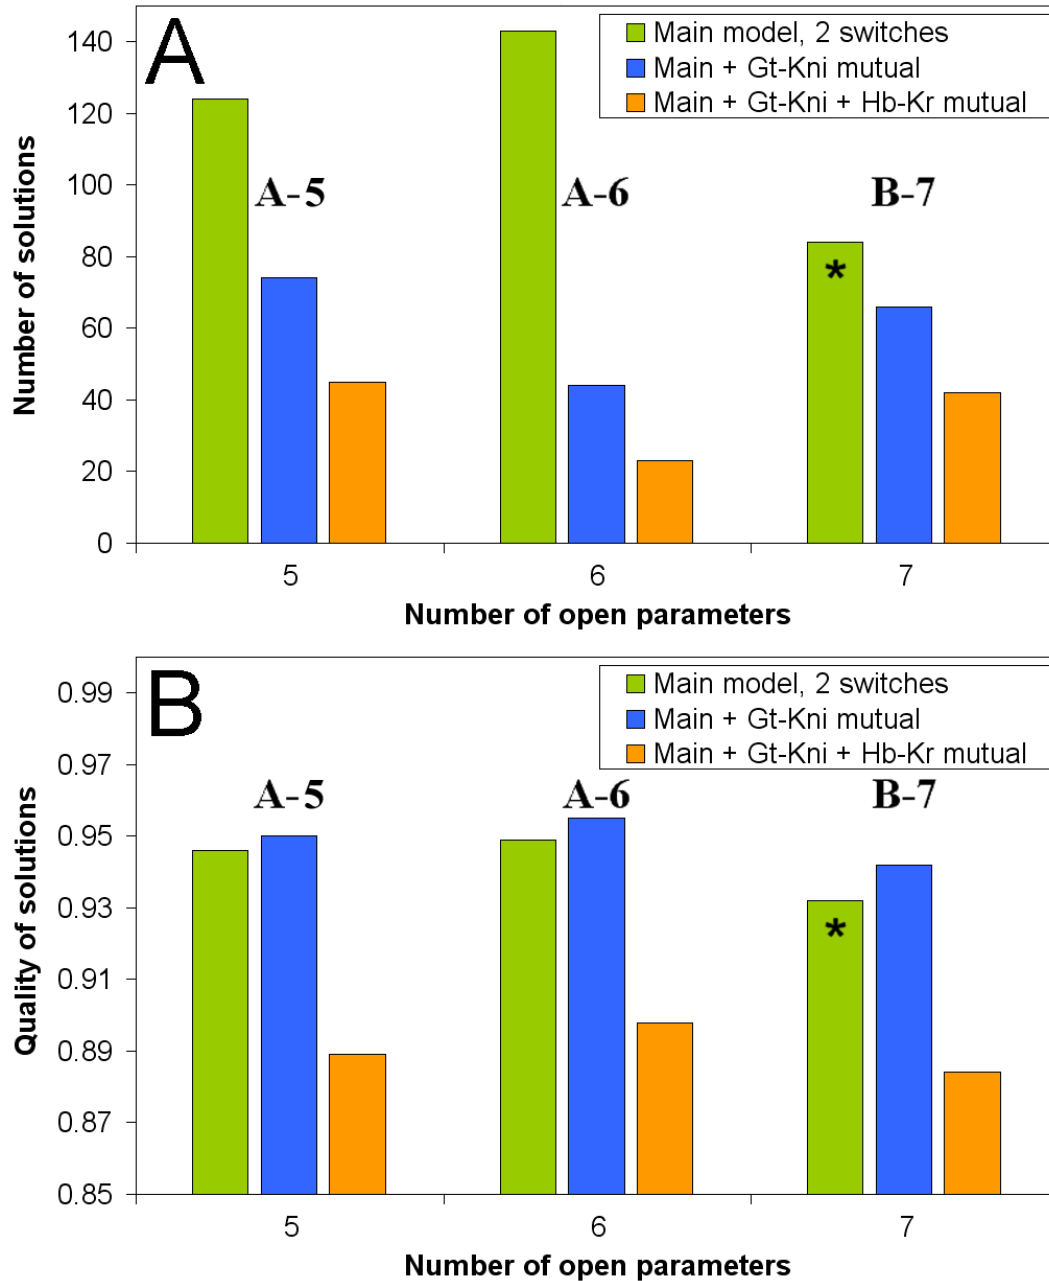 A
Main model, 2 switches
Main + Gt-Kni mutual
Main + Gt-Kni + Hb-Kr mutual
140
120
100
80
60
40
20
0
Number of solutions
A-5
A-6
B-7
*
5
6
7
Number of open parameters
B
Main model, 2 switches
Main + Gt-Kni mutual
Main + Gt-Kni + Hb-Kr mutual
0.99
0.97
0.95
0.93
0.91
0.89
0.87
0.85
Quality of solutions
A-5
A-6
B-7
*
5
6
7
Number of open parameters